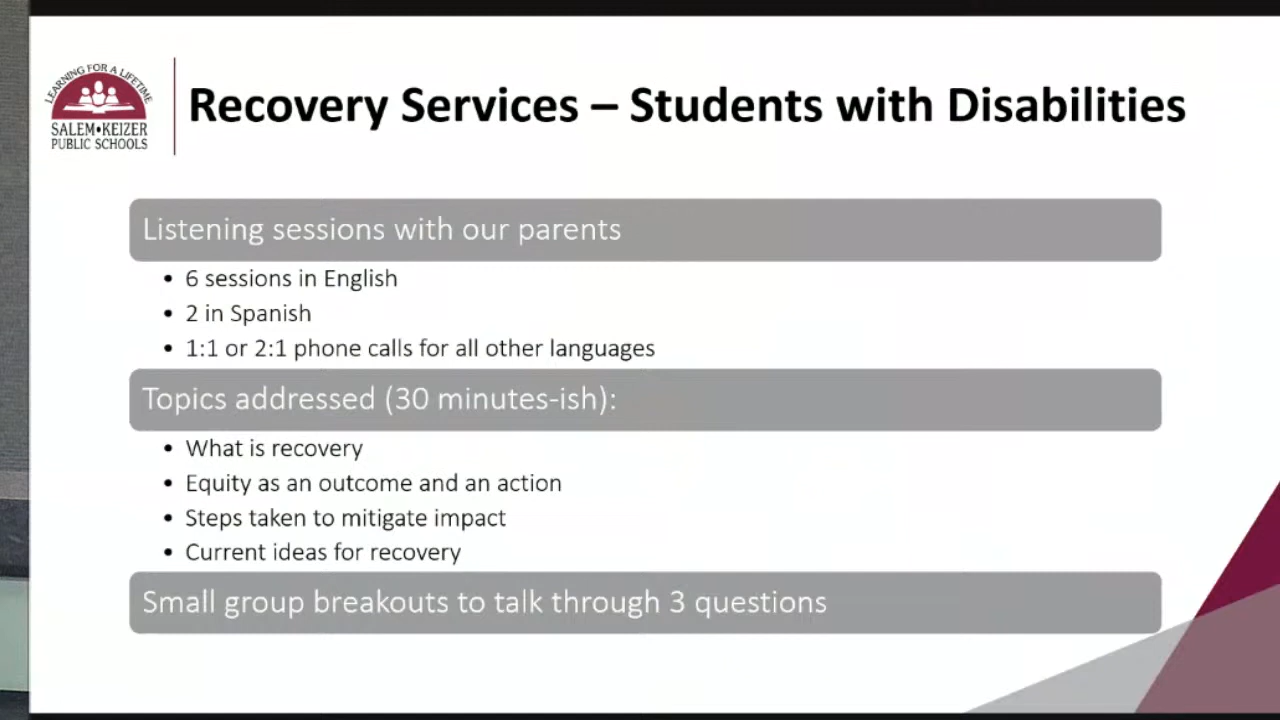 LEARNING FOR A LIFETIME
SALEM•KEIZER
PUBLIC SCHOOLS
Recovery Services – Students with Disabilities
Listening sessions with our parents
• 6 sessions in English
• 2 in Spanish
• 1:1 or 2:1 phone calls for all other languages
Topics addressed (30 minutes-ish):
• What is recovery
• Equity as an outcome and an action
• Steps taken to mitigate impact
• Current ideas for recovery
Small group breakouts to talk through 3 questions